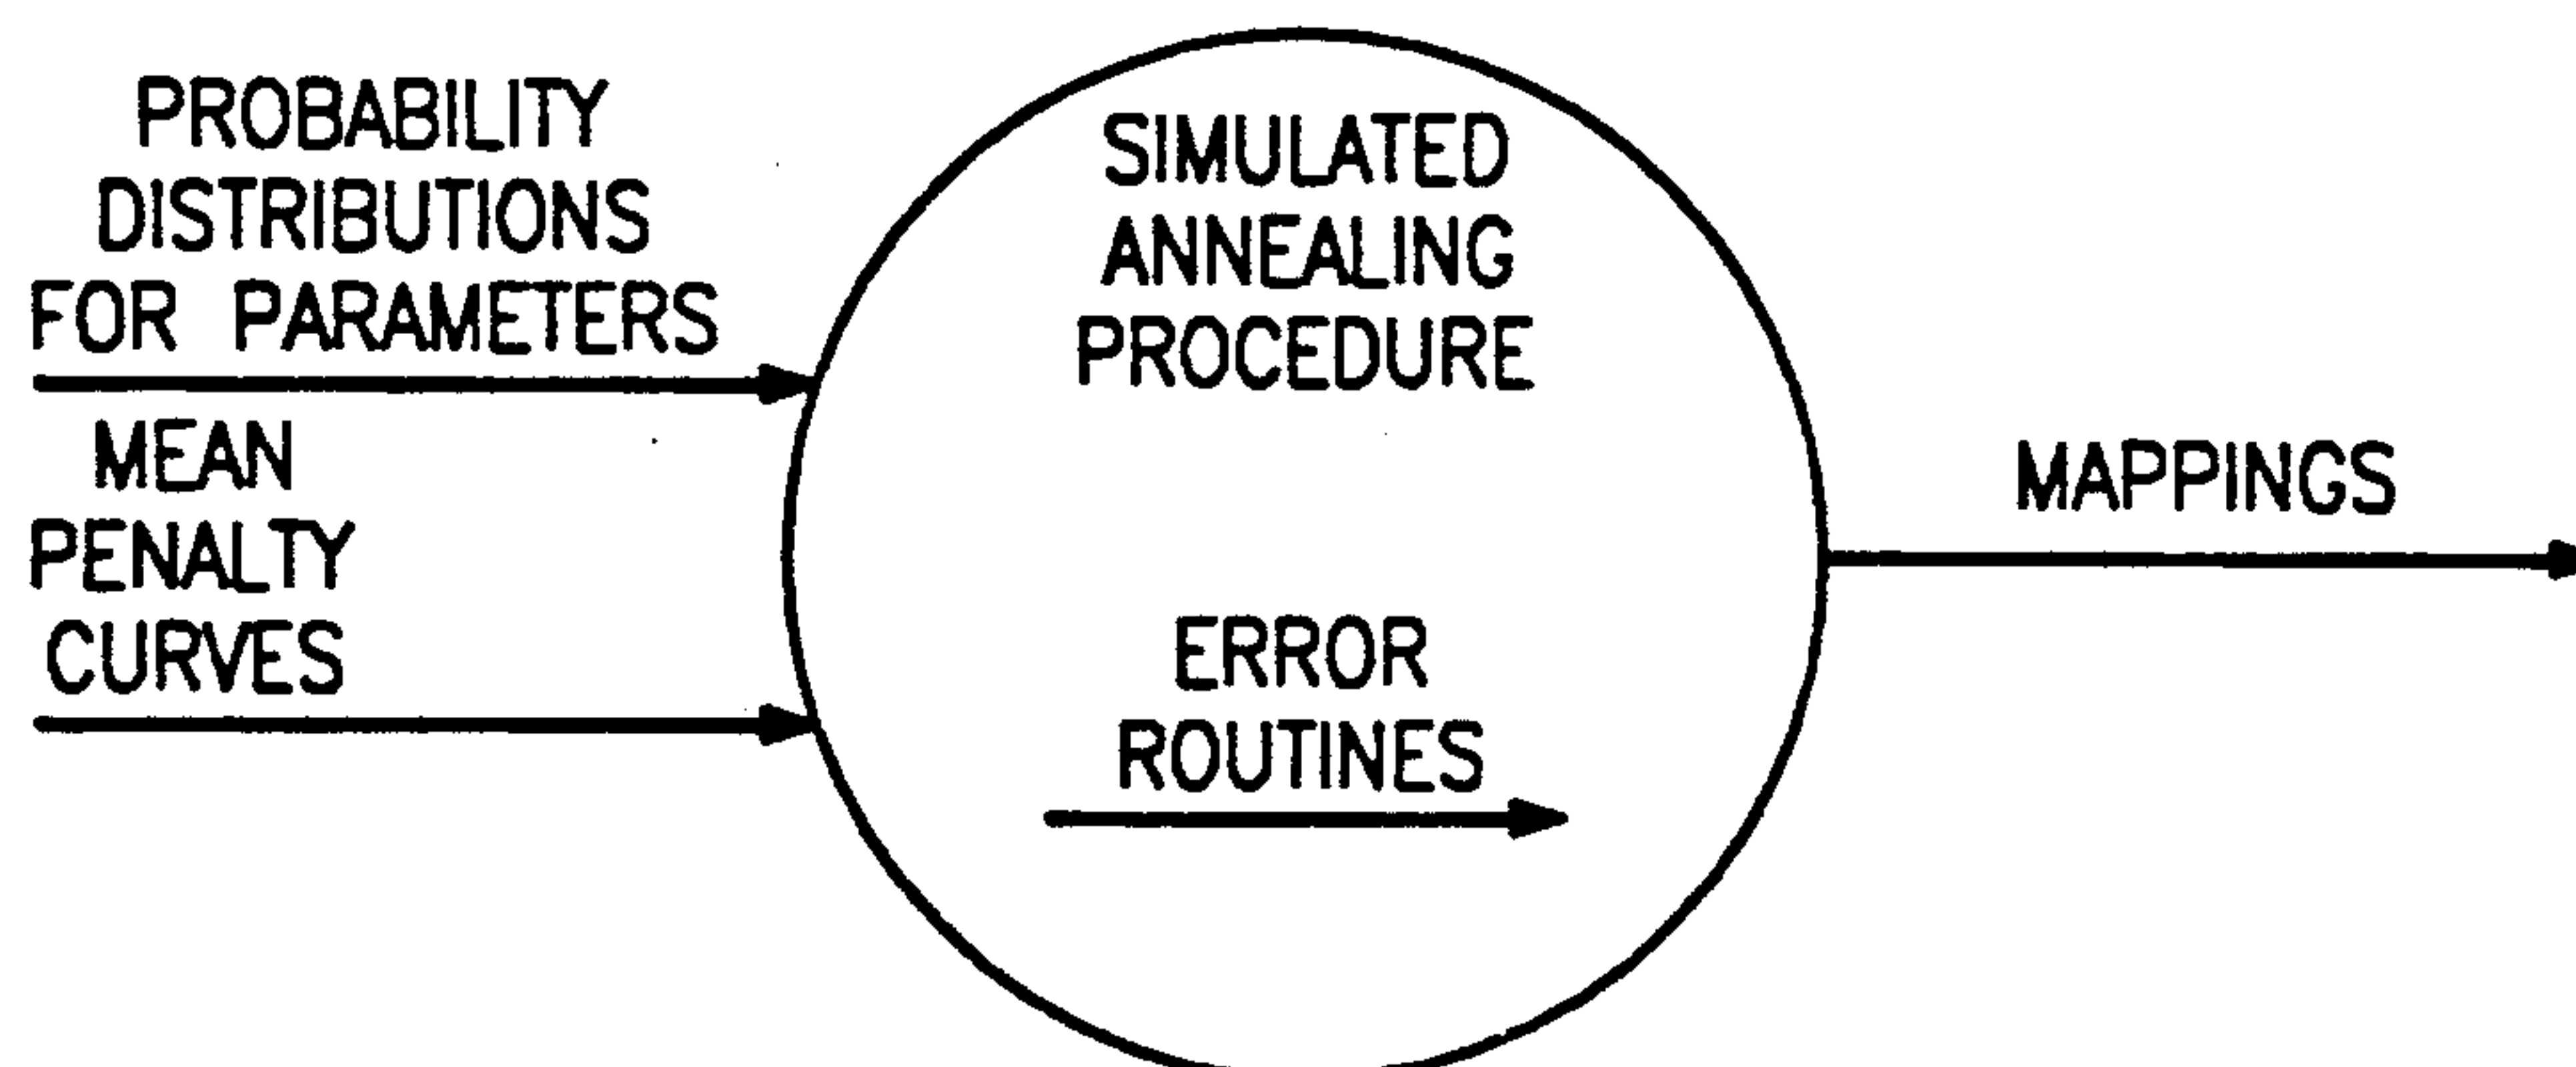 PROBABILITY
DISTRIBUTIONS
FOR PARAMETERS
MEAN
PENALTY
CURVES
SIMULATED
ANNEALING
PROCEDURE
ERROR
ROUTINES
MAPPINGS